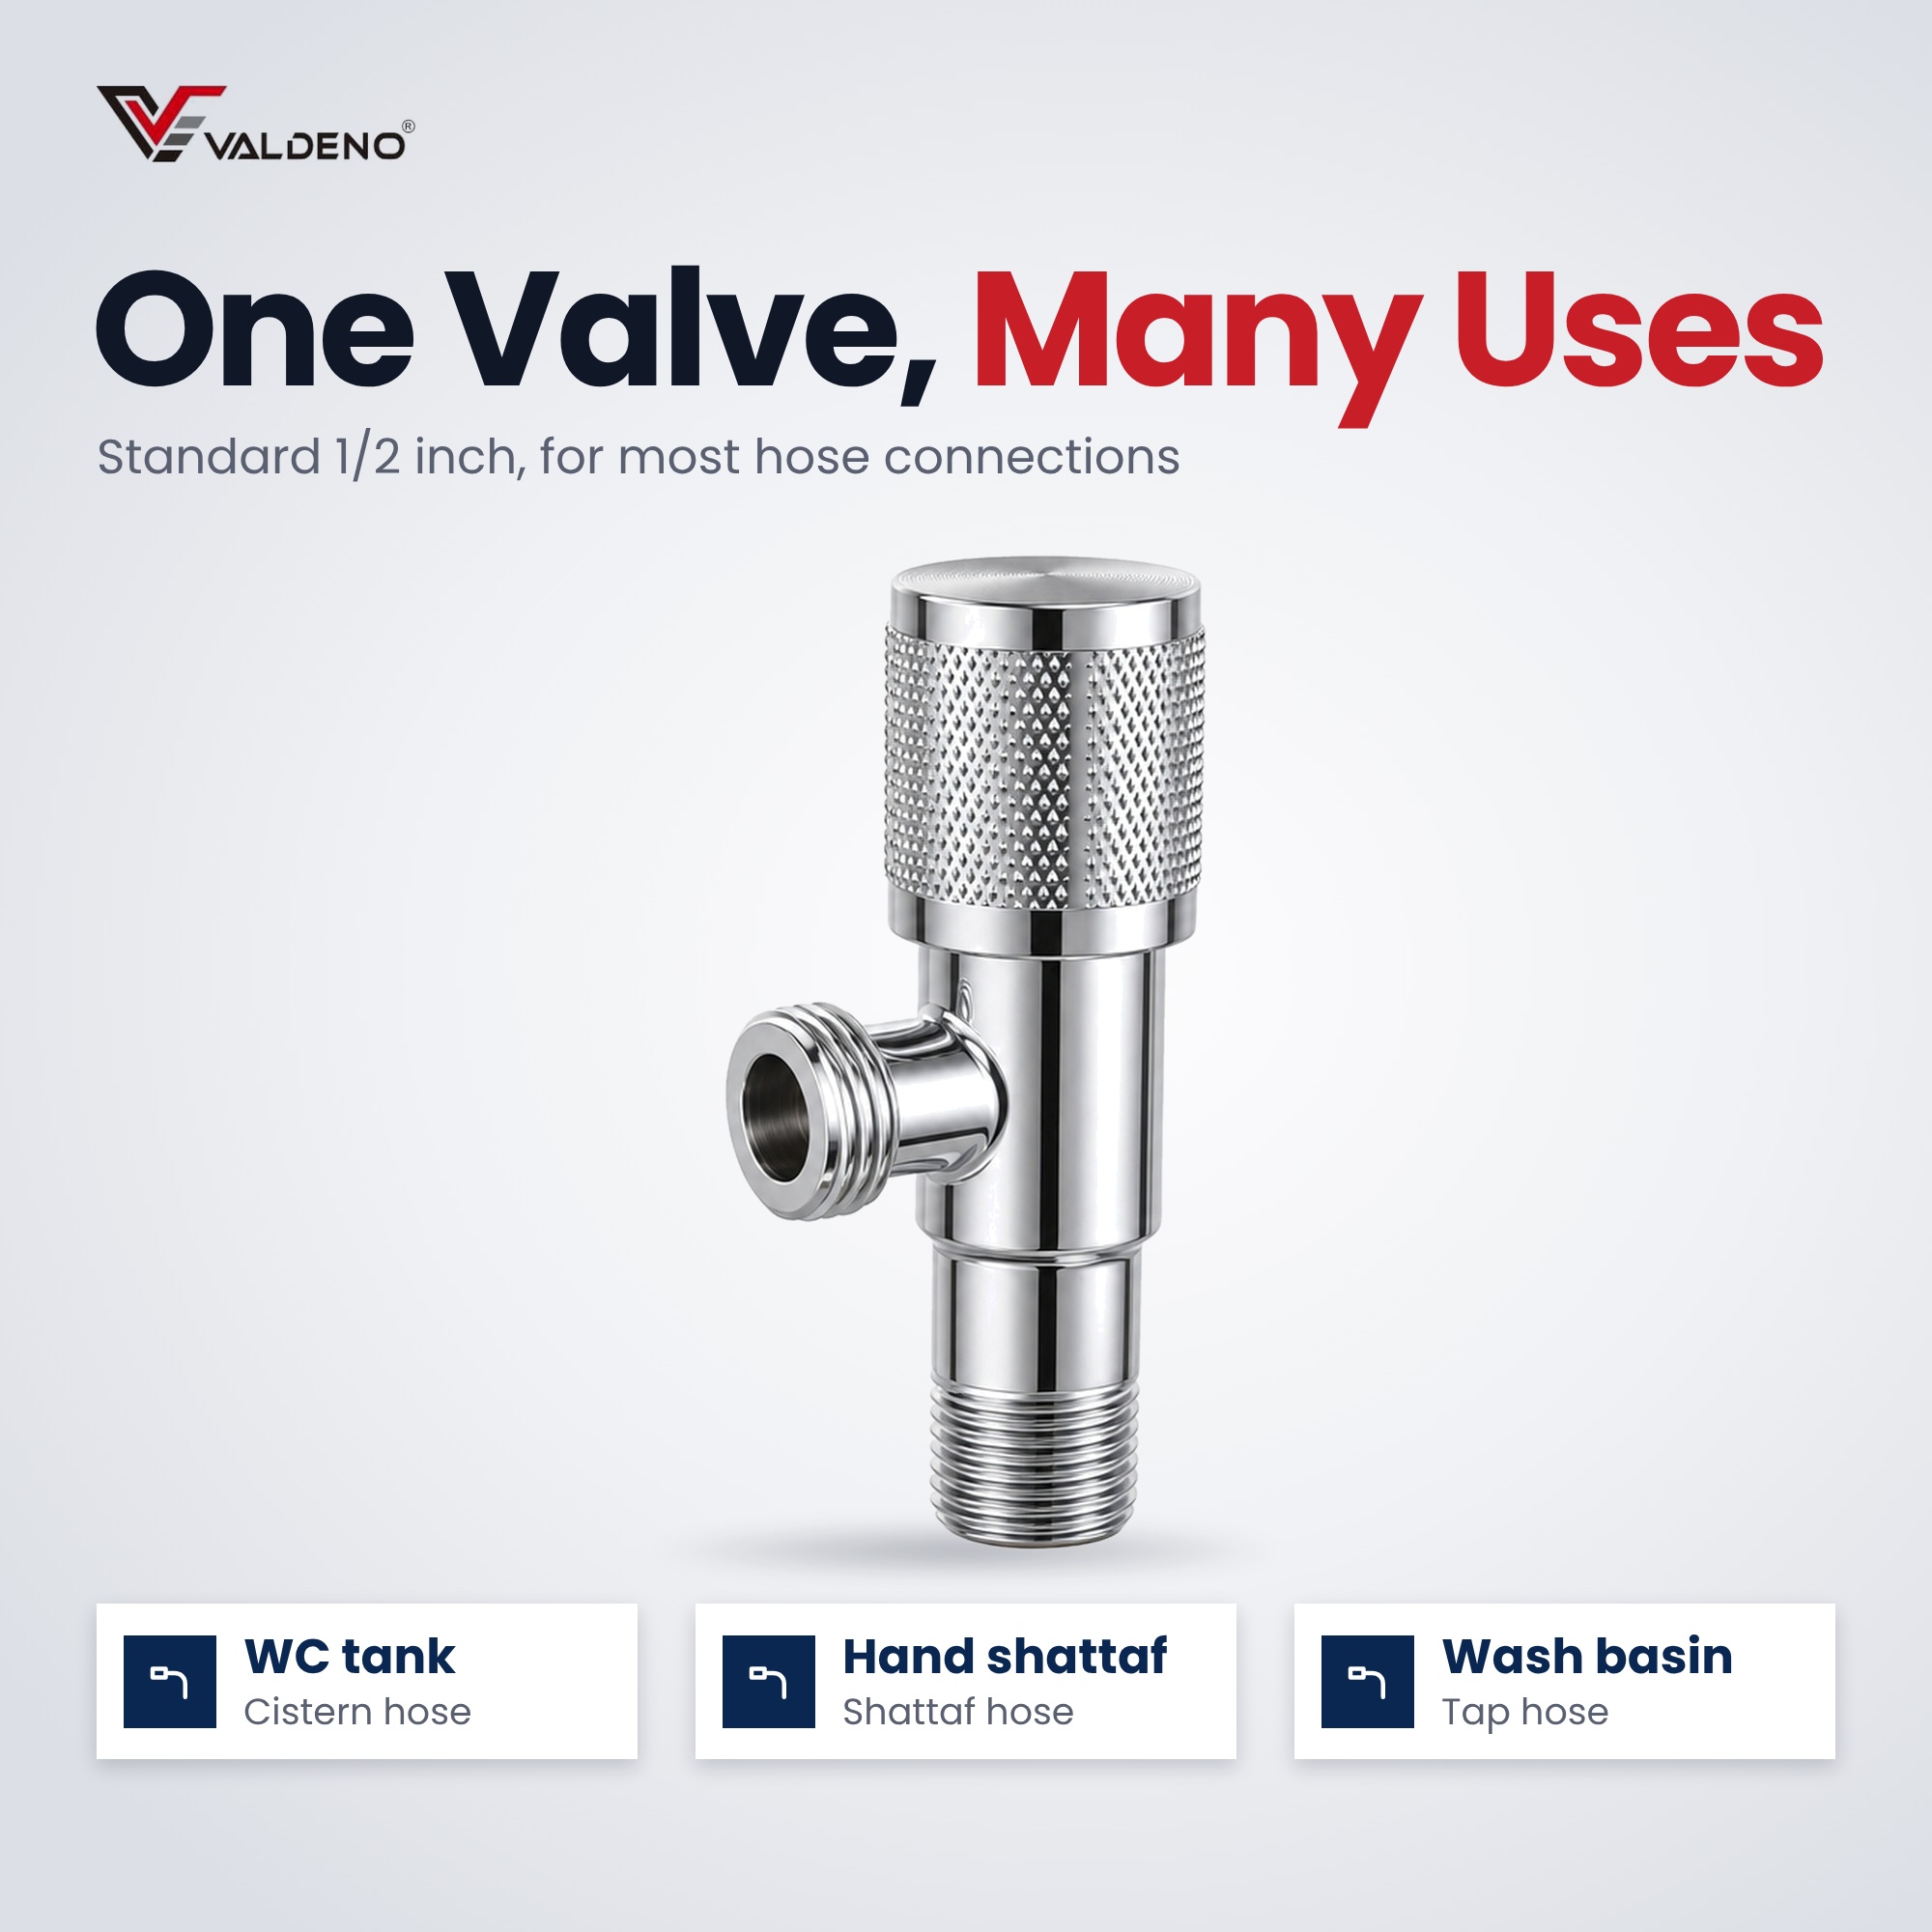 VALDENO®
One Valve, Many Uses
Standard 1/2 inch, for most hose connections
WC tank
Cistern hose
Hand shattaf
Shattaf hose
Wash basin
Tap hose